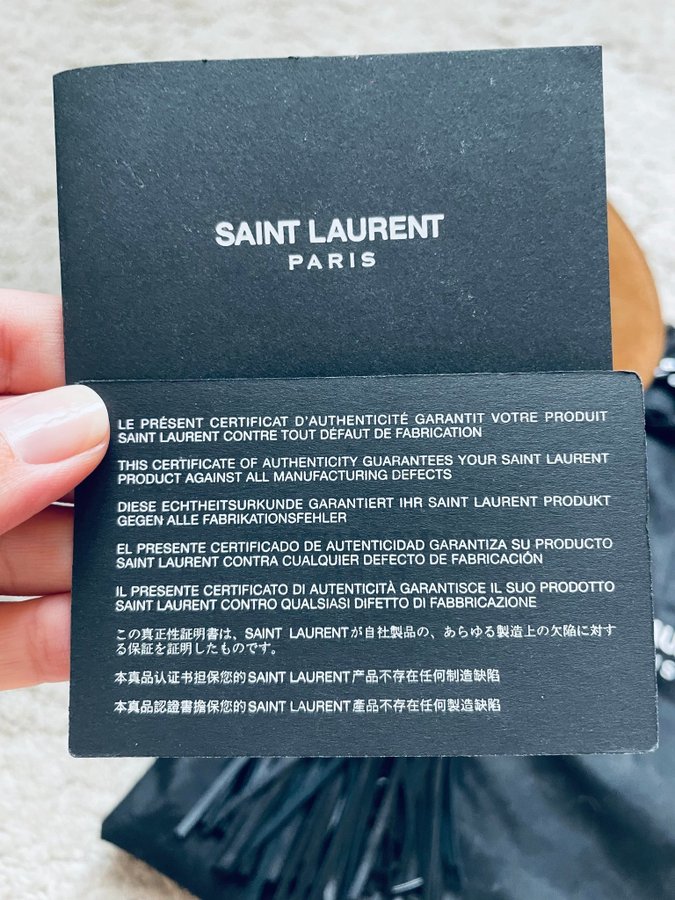 SAINT LAURENT
PARIS
LE PRÉSENT CERTIFICAT D'AUTHENTICITÉ GARANTIT VOTRE PRODUIT
SAINT LAURENT CONTRE TOUT DÉFAUT DE FABRICATION
THIS CERTIFICATE OF AUTHENTICITY GUARANTEES YOUR SAINT LAURENT
PRODUCT AGAINST ALL MANUFACTURING DEFECTS
DIESE ECHTHEITSURKUNDE GARANTIERT IHR SAINT LAURENT PRODUKT
GEGEN ALLE FABRIKATIONSFEHLER
EL PRESENTE CERTIFICADO DE AUTENTICIDAD GARANTIZA SU PRODUCTO
SAINT LAURENT CONTRA CUALQUIER DEFECTO DE FABRICACIÓN
IL PRESENTE CERTIFICATO DI AUTENTICITÀ GARANTISCE IL SUO PRODOTTO
SAINT LAURENT CONTRO QUALSIASI DIFETTO DI FABBRICAZIONE
この真正性証明書は、SAINT LAURENTが自社製品の、あらゆる製造上の欠陥に対す
る保証を証明したものです。
本真品认证书担保您的SAINT LAURENT产品不存在任何制造缺陷
本真品認證書擔保您的SAINT LAURENT產品不存在任何製造缺陷